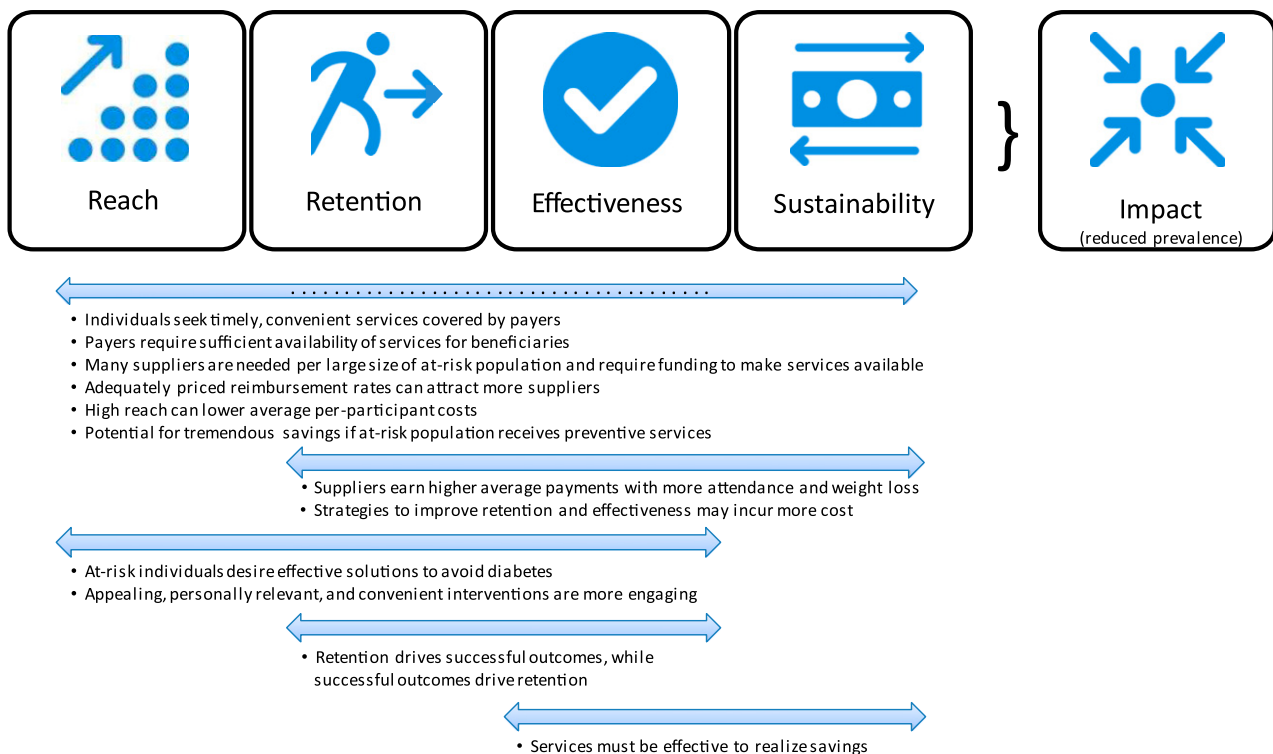 Reach
Retention
Effectiveness
Sustainability
}
Impact
(reduced prevalence)
• Individuals seek timely, convenient services covered by payers
• Payers require sufficient availability of services for beneficiaries
• Many suppliers are needed per large size of at-risk population and require funding to make services available
• Adequately priced reimbursement rates can attract more suppliers
• High reach can lower average per-participant costs
• Potential for tremendous savings if at-risk population receives preventive services
• Suppliers earn higher average payments with more attendance and weight loss
• Strategies to improve retention and effectiveness may incur more cost
• At-risk individuals desire effective solutions to avoid diabetes
• Appealing, personally relevant, and convenient interventions are more engaging
• Retention drives successful outcomes, while
successful outcomes drive retention
• Services must be effective to realize savings